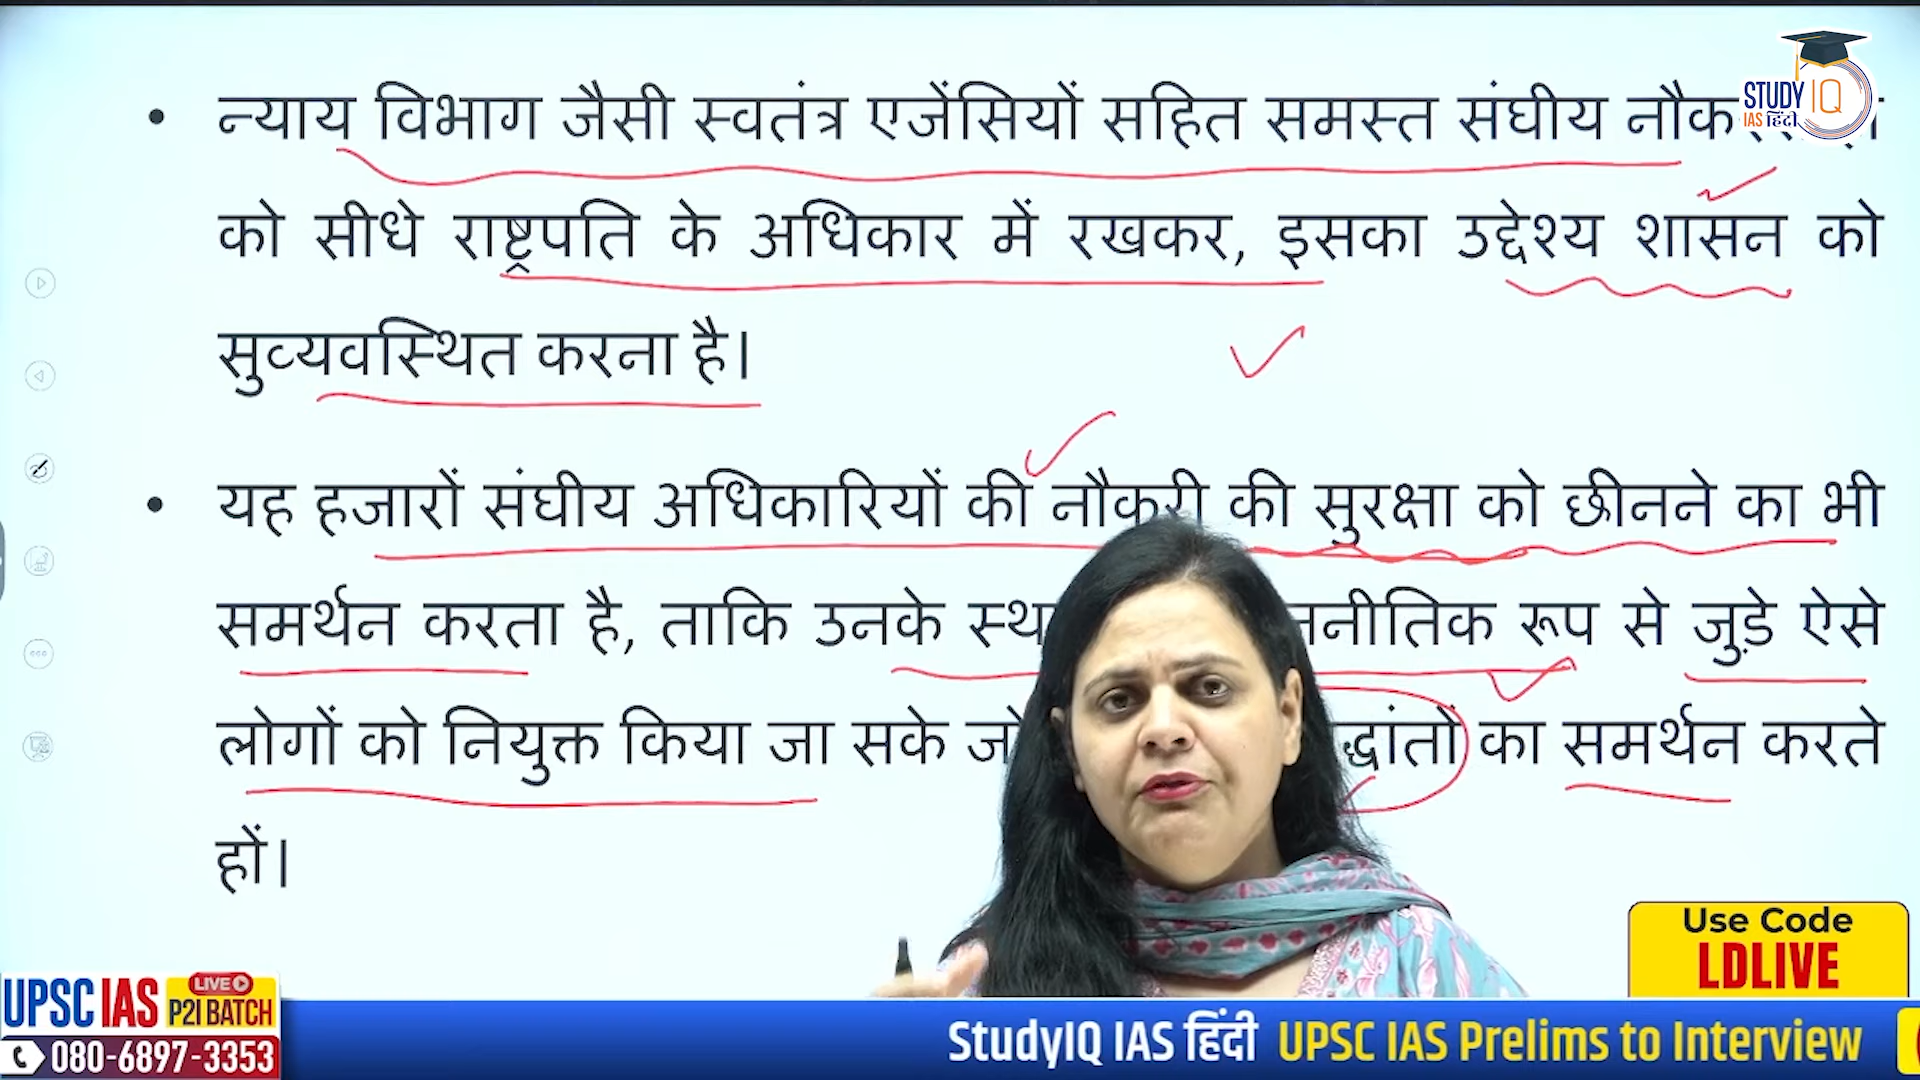 • न्याय विभाग जैसी स्वतंत्र एजेंसियों सहित समस्त संघीय
को सीधे राष्ट्रपति के अधिकार में रखकर, इसका उद्देश्य शासन को
सुव्यवस्थित करना है।
• यह हजारों संघीय अधिकारियों की नौकरी की सुरक्षा को छीनने का भी
समर्थन करता है, ताकि उनके रूप से जुड़े ऐसे
लोगों को नियुक्त किया जा सके का समर्थन करते
हों।
STUDY IQ
IAS हिंदी
Use Code
LDLIVE
UPSC IAS LIVE P2I BATCH
080-6897-3353
StudyIQ IAS हिंदी UPSC IAS Prelims to Interview